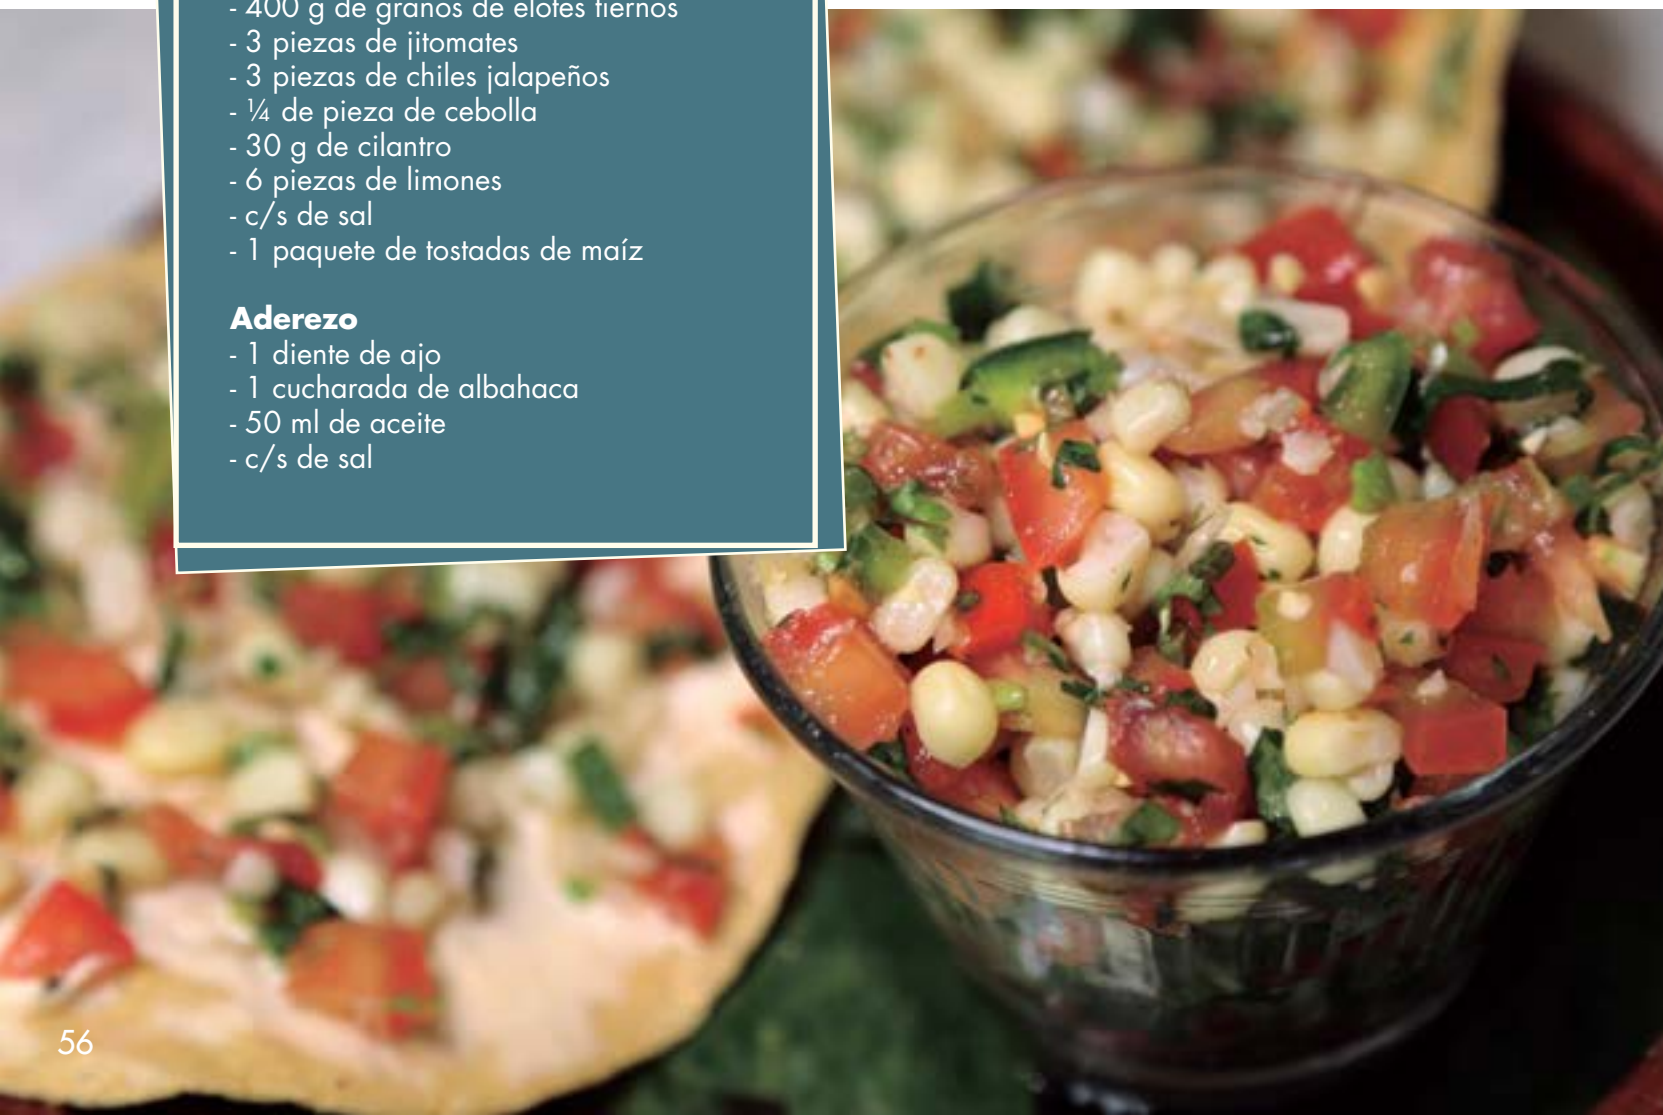 - 400 g de granos de elotes tiernos
- 3 piezas de jitomates
- 3 piezas de chiles jalapeños
- ¼ de pieza de cebolla
- 30 g de cilantro
- 6 piezas de limones
- c/s de sal
- 1 paquete de tostadas de maíz
Aderezo
- 1 diente de ajo
- 1 cucharada de albahaca
- 50 ml de aceite
- c/s de sal
56